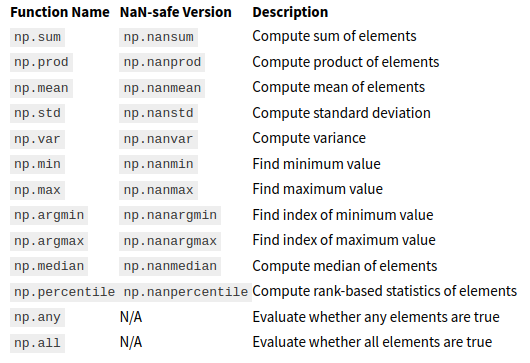 Function Name NaN-safe Version Description
np.sum np.nansum Compute sum of elements
np.prod np.nanprod Compute product of elements
np.mean np.nanmean Compute mean of elements
np.std np.nanstd Compute standard deviation
np.var np.nanvar Compute variance
np.min np.nanmin Find minimum value
np.max np.nanmax Find maximum value
np.argmin np.nanargmin Find index of minimum value
np.argmax np.nanargmax Find index of maximum value
np.median np.nanmedian Compute median of elements
np.percentile np.nanpercentile Compute rank-based statistics of elements
np.any N/A Evaluate whether any elements are true
np.all N/A Evaluate whether all elements are true